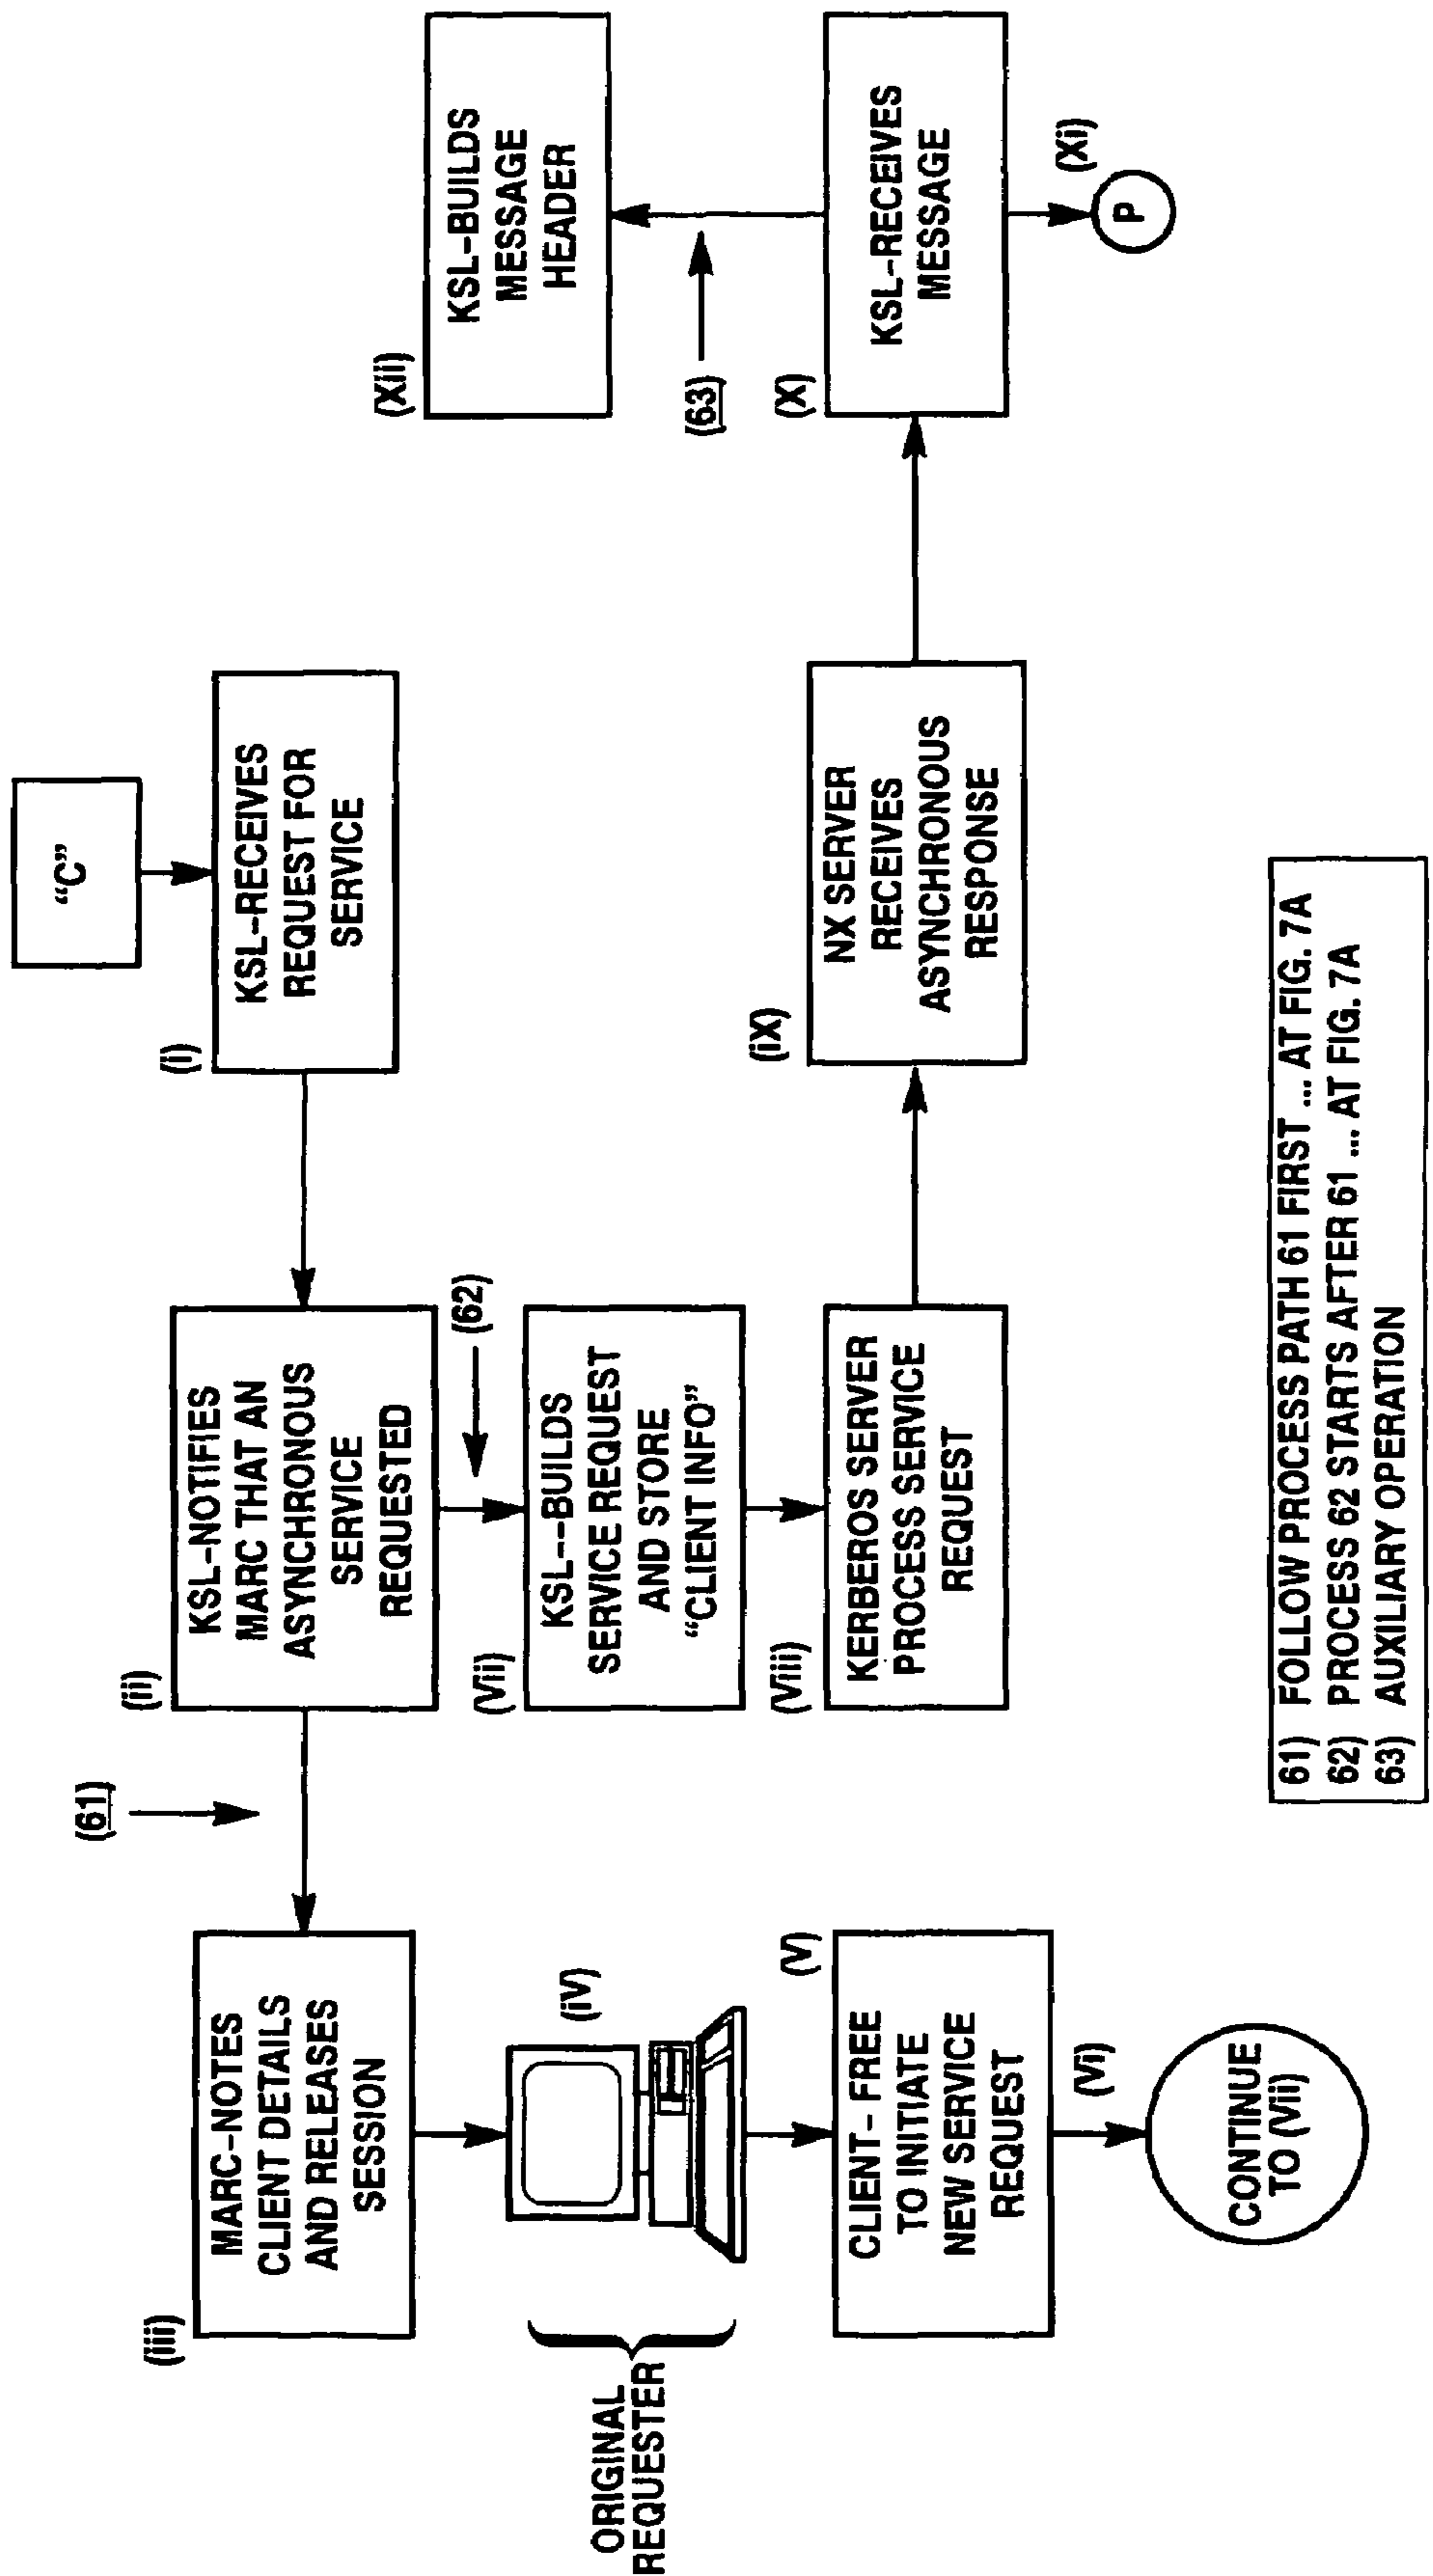 "C"
(i)
KSL-RECEIVES
REQUEST FOR
SERVICE
(ii)
KSL-NOTIFIES
MARC THAT AN
ASYNCHRONOUS
SERVICE
REQUESTED
(61)
(iii)
MARC-NOTES
CLIENT DETAILS
AND RELEASES
SESSION
ORIGINAL
REQUESTER
(iV)
(V)
CLIENT- FREE
TO INITIATE
NEW SERVICE
REQUEST
(Vi)
CONTINUE
TO (Vii)
(62)
(Vii)
KSL--BUILDS
SERVICE REQUEST
AND STORE
"CLIENT INFO"
(Viii)
KERBEROS SERVER
PROCESS SERVICE
REQUEST
(iX)
NX SERVER
RECEIVES
ASYNCHRONOUS
RESPONSE
(X)
KSL-RECEIVES
MESSAGE
(Xi)
P
(63)
(Xii)
KSL-BUILDS
MESSAGE
HEADER
61) FOLLOW PROCESS PATH 61 FIRST ... AT FIG. 7A
62) PROCESS 62 STARTS AFTER 61 ... AT FIG. 7A
63) AUXILIARY OPERATION